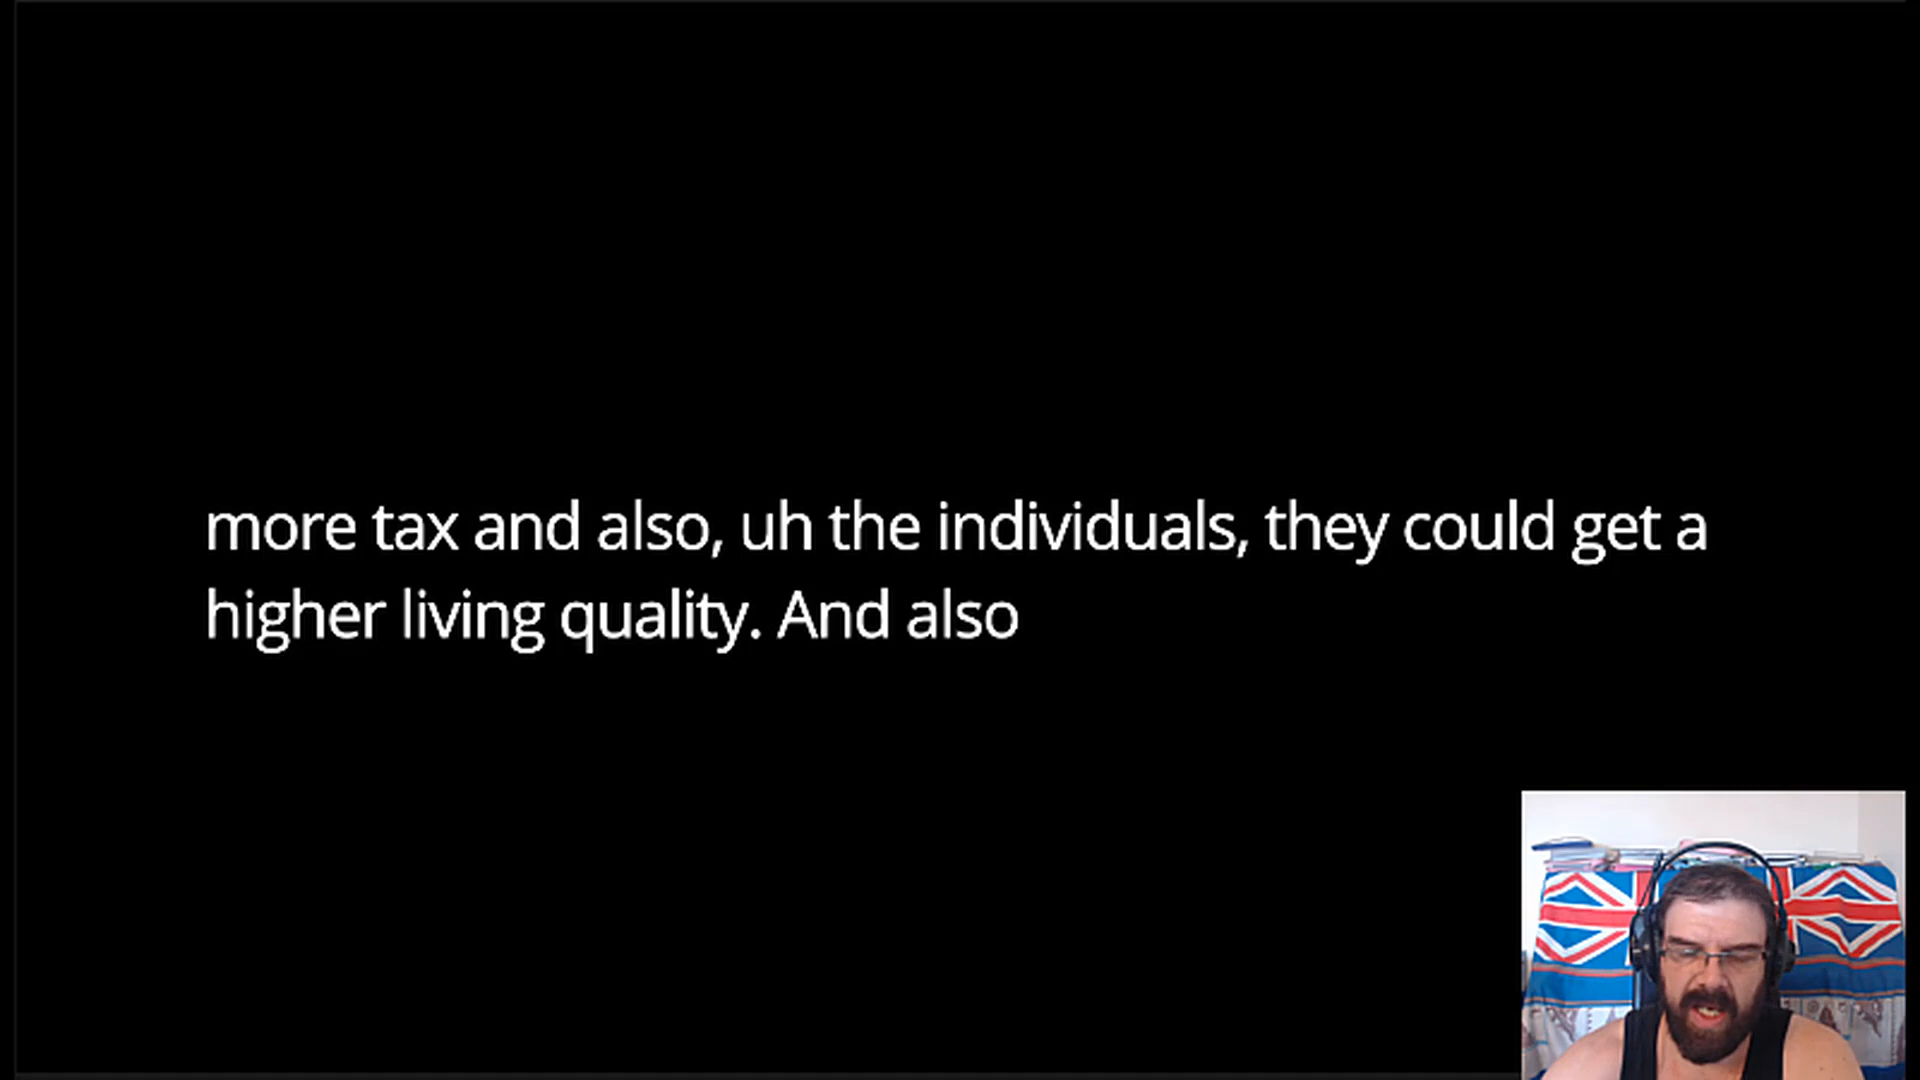 more tax and also, uh the individuals, they could get a
higher living quality. And also